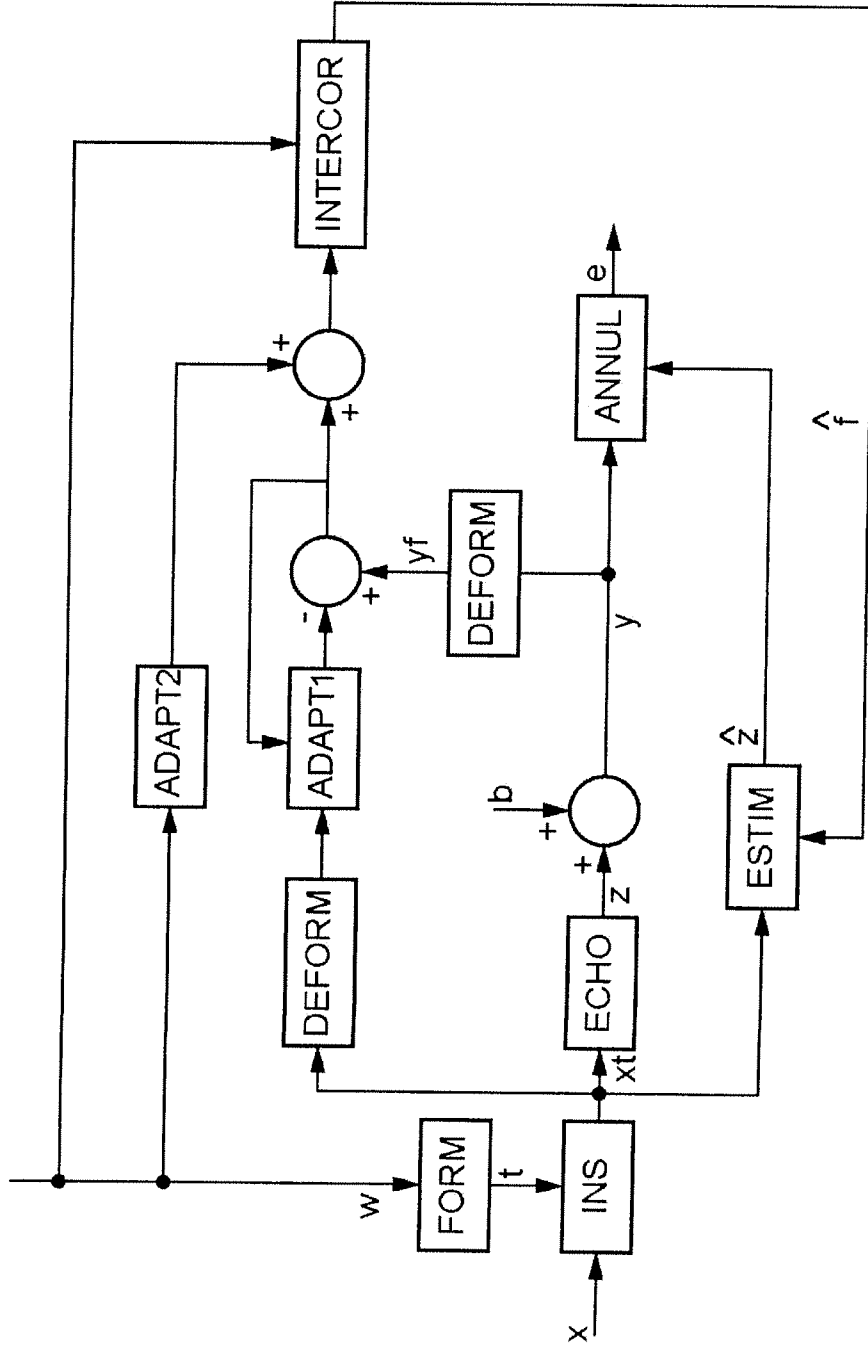 INTERCOR
+
+
ADAPT2
-
+
yf
DEFORM
ADAPT1
DEFORM
e
ANNUL
y
b
+
+
z
ECHO
xt
w
FORM
t
INS
x
ẑ
ESTIM
f̂